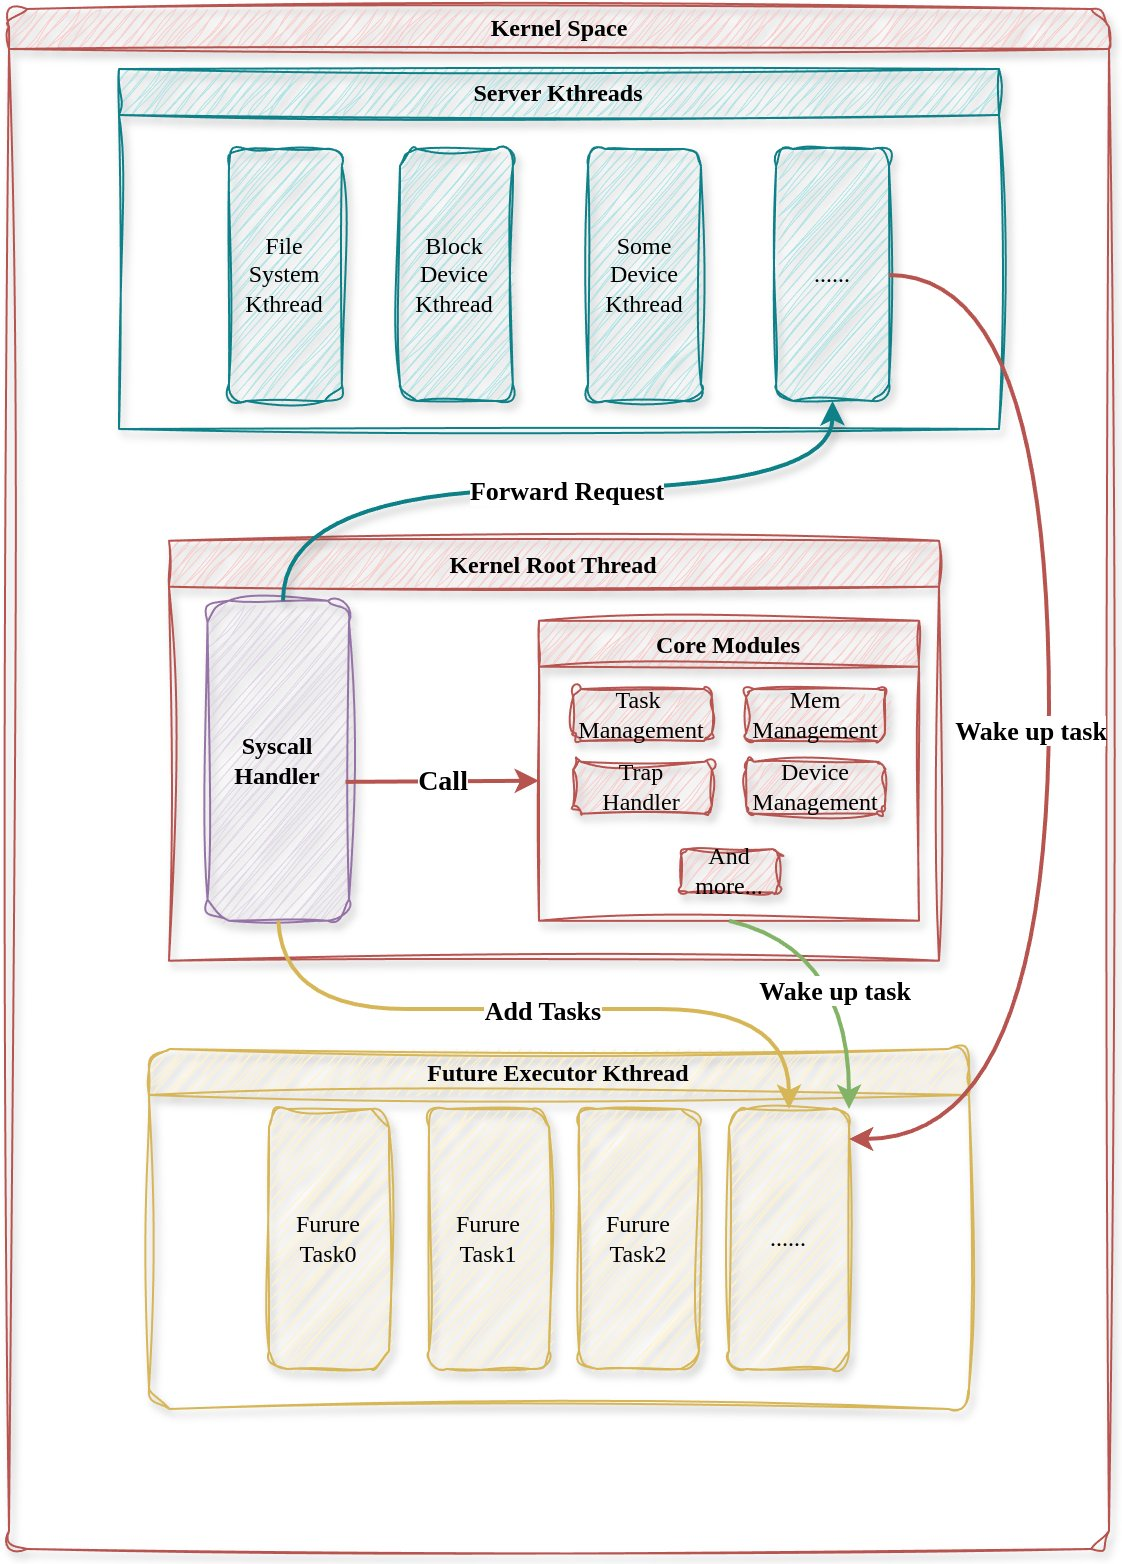 Kernel Space
Server Kthreads
File
System
Kthread
Block
Device
Kthread
Some
Device
Kthread
......
Forward Request
Kernel Root Thread
Syscall
Handler
Call
Core Modules
Task
Management
Mem
Management
Trap
Handler
Device
Management
And
more...
Wake up task
Wake up task
Add Tasks
Future Executor Kthread
Furure
Task0
Furure
Task1
Furure
Task2
......